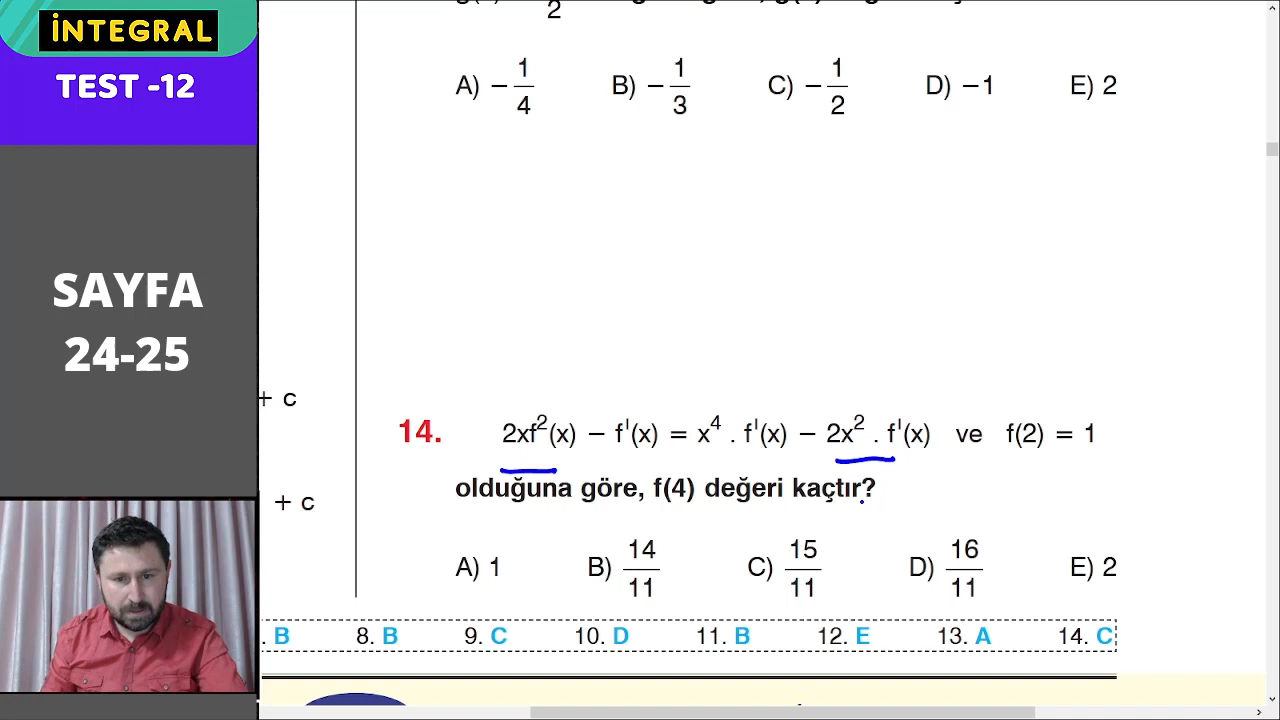 İNTEGRAL
TEST -12
SAYFA
24-25
A) −1/4 B) −1/3 C) −1/2 D) −1 E) 2
+ c
14. 2xf²(x) − f'(x) = x⁴ . f'(x) − 2x² . f'(x) ve f(2) = 1
olduğuna göre, f(4) değeri kaçtır?
+ c
A) 1 B) 14/11 C) 15/11 D) 16/11 E) 2
. B 8. B 9. C 10. D 11. B 12. E 13. A 14. C